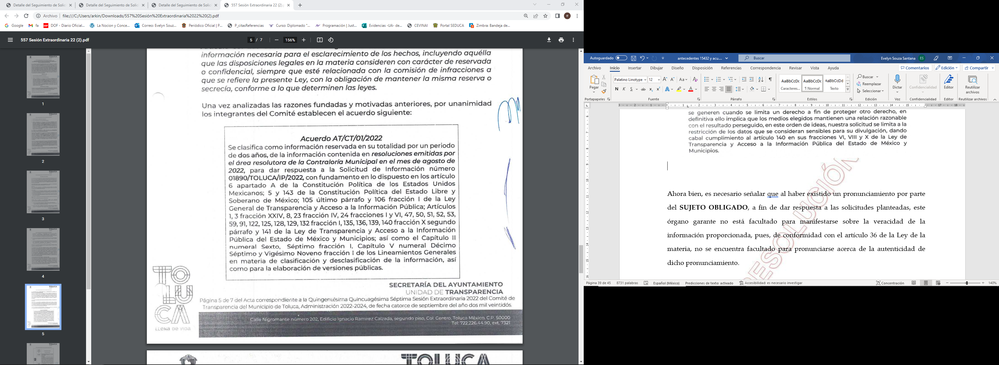 Detalle del Seguimiento de Solic
Detalle del Seguimiento de Solic
Detalle del Seguimiento de Solic
557 Sesión Extraordinaria 22 (2).p
Archivo | file:///C:/Users/arkin/Downloads/557%20Sesión%20Extraordinaria%2022%20(2).pdf
e
Google
fa
DOF - Diario Oficial...
La Nocion y Conce...
Correo: Evelyn Souz...
Periódico Oficial | P...
P_citasReferencias
Curso: Diplomado "...
Programación | Just...
Evidencias -UA- de...
CEVINAI
Portal SEDUCA
Zimbra: Bandeja de...
557 Sesión Extraordinaria 22 (2).pdf
5 / 7
156%
1
2
3
4
5
información necesaria para el esclarecimiento de los hechos, incluyendo aquélla
que las disposiciones legales en la materia consideren con carácter de reservada
o confidencial, siempre que esté relacionada con la comisión de infracciones a
que se refiere la presente Ley, con la obligación de mantener la misma reserva o
secrecía, conforme a lo que determinen las leyes.
Una vez analizadas las razones fundadas y motivadas anteriores, por unanimidad
los integrantes del Comité establecen el acuerdo siguiente:
Acuerdo AT/CT/01/2022
Se clasifica como información reservada en su totalidad por un periodo
de dos años, de la información contenida en resoluciones emitidas por
el área resolutora de la Contraloría Municipal en el mes de agosto de
2022, para dar respuesta a la Solicitud de Información número
01890/TOLUCA/IP/2022, con fundamento en lo dispuesto en los artículo
6 apartado A de la Constitución Política de los Estados Unidos
Mexicanos; 5 y 143 de la Constitución Política del Estado Libre y
Soberano de México; 105 último párrafo y 106 fracción I de la Ley
General de Transparencia y Acceso a la Información Pública; Artículos
1, 3 fracción XXIV, 8, 23 fracción IV, 24 fracciones I y VI, 47, 50, 51, 52, 53,
59, 91, 122, 125, 128, 129, 132 fracción I, 135, 136, 139, 140 fracción X segundo
párrafo y 141 de la Ley de Transparencia y Acceso a la Información
Pública del Estado de México y Municipios; así como el Capítulo II
numeral Sexto, Séptimo fracción I, Capítulo V numeral Décimo
Séptimo y Vigésimo Noveno fracción I de los Lineamientos Generales
en materia de clasificación y desclasificación de la información, así
como para la elaboración de versiones públicas.
TOLUCA
LLENA DE VIDA
SECRETARÍA DEL AYUNTAMIENTO
UNIDAD DE TRANSPARENCIA
Página 5 de 7 del Acta correspondiente a la Quingentésima Quincuagésima Séptima Sesión Extraordinaria 2022 del Comité de
Transparencia del Municipio de Toluca, Administración 2022-2024, de fecha catorce de septiembre del año dos mil veintidós.
Calle Nigromante número 202, Edificio Ignacio Ramírez Calzada, segundo piso, Col. Centro, Toluca México. C.P. 50000
Tel: 722.226.44.90, ext. 7321
TOLUCA
Autoguardado
antecedentes 15432 y acu....
Buscar
Evelyn Souza Santana
ES
Archivo
Inicio
Insertar
Dibujar
Diseño
Disposición
Referencias
Correspondencia
Revisar
Vista
Ayuda
Comentarios
Edición
Compartir
Pegar
Palatino Linotype
12
N K S ab x₂ x²
AaBbCcDc
AaBbCcDc
AaBbCcDd
Caracteres...
¶ Normal
Texto
Buscar
Reemplazar
Seleccionar
Dictar
Confidencialidad
Editor
Reutilizar
archivos
Portapapeles
Fuente
Párrafo
Estilos
Edición
Voz
Confidencialidad
Editor
Reutilizar archivos
se generen cuando se limita un derecho a fin de proteger otro derecho, en
definitiva ello implica que los medios elegidos mantienen una relación razonable
con el resultado perseguido, en este orden de ideas, nuestra solicitud se limita a la
restricción de los datos que se consideran sensibles para su divulgación, dando
cabal cumplimiento al artículo 140 en sus fracciones VI, VIII y X de la Ley de
Transparencia y Acceso a la Información Pública del Estado de México y
Municipios.
Ahora bien, es necesario señalar que al haber existido un pronunciamiento por parte
del SUJETO OBLIGADO, a fin de dar respuesta a las solicitudes planteadas, este
órgano garante no está facultado para manifestarse sobre la veracidad de la
información proporcionada, pues, de conformidad con el artículo 36 de la Ley de la
materia, no se encuentra facultado para pronunciarse acerca de la autenticidad de
dicho pronunciamiento.
ESOLUCIÓN
Página 39 de 45
8731 palabras
Español (México)
Predicciones de texto: activado
Accesibilidad: es necesario investigar
Concentración
140%